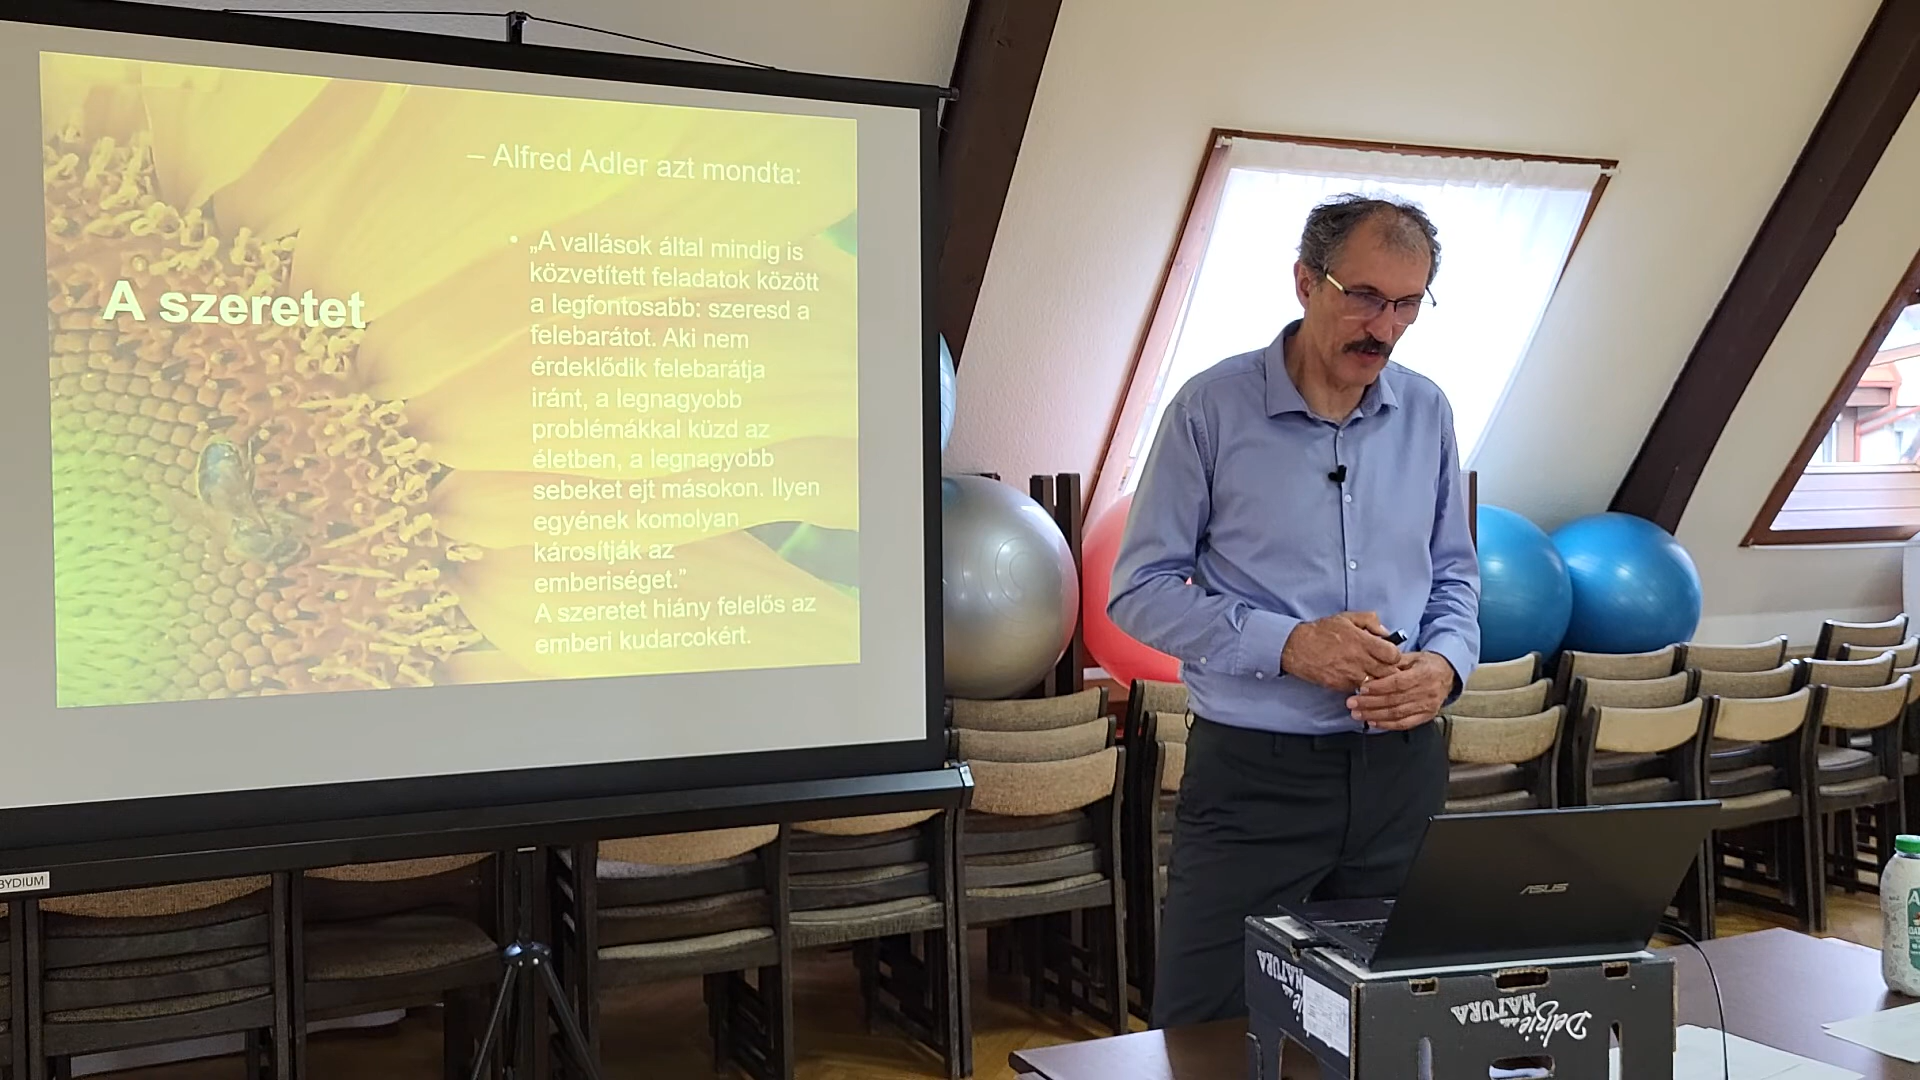 – Alfred Adler azt mondta:
A szeretet
• „A vallások által mindig is
közvetített feladatok között
a legfontosabb: szeresd a
felebarátot. Aki nem
érdeklődik felebarátja
iránt, a legnagyobb
problémákkal küzd az
életben, a legnagyobb
sebeket ejt másokon. Ilyen
egyének komolyan
károsítják az
emberiséget.”
A szeretet hiány felelős az
emberi kudarcokért.
ASUS
NATURA
Delizie
NATURA